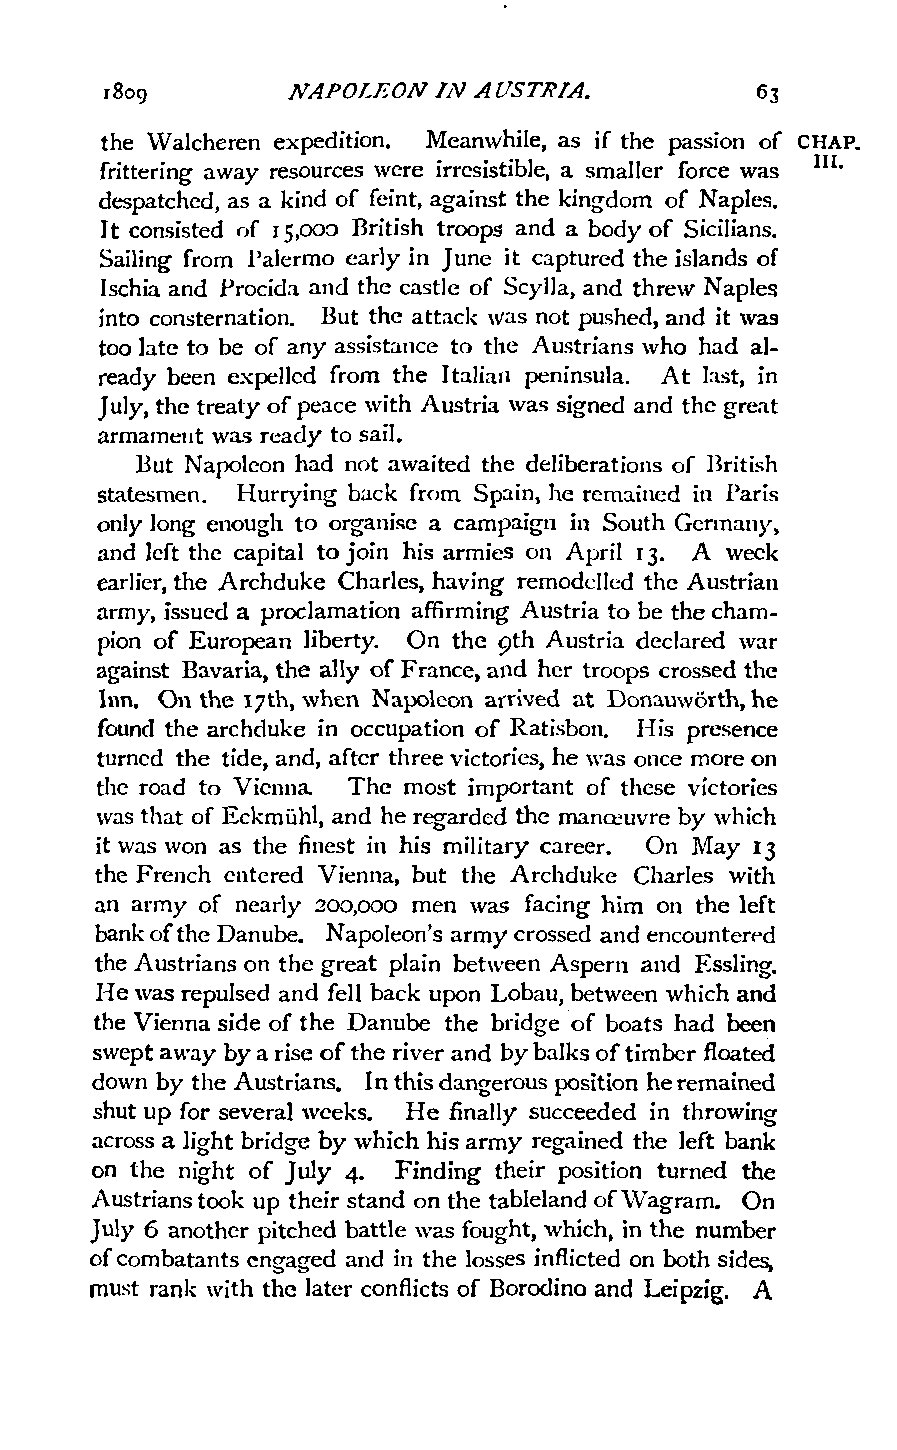 1809 NAPOLEON IN AUSTRIA. 63
the Walcheren expedition. Meanwhile, as if the passion of CHAP.
frittering away resources were irresistible, a smaller force was III.
despatched, as a kind of feint, against the kingdom of Naples.
It consisted of 15,000 British troops and a body of Sicilians.
Sailing from Palermo early in June it captured the islands of
Ischia and Procida and the castle of Scylla, and threw Naples
into consternation. But the attack was not pushed, and it was
too late to be of any assistance to the Austrians who had al-
ready been expelled from the Italian peninsula. At last, in
July, the treaty of peace with Austria was signed and the great
armament was ready to sail.
But Napoleon had not awaited the deliberations of British
statesmen. Hurrying back from Spain, he remained in Paris
only long enough to organise a campaign in South Germany,
and left the capital to join his armies on April 13. A week
earlier, the Archduke Charles, having remodelled the Austrian
army, issued a proclamation affirming Austria to be the cham-
pion of European liberty. On the 9th Austria declared war
against Bavaria, the ally of France, and her troops crossed the
Inn. On the 17th, when Napoleon arrived at Donauwörth, he
found the archduke in occupation of Ratisbon. His presence
turned the tide, and, after three victories, he was once more on
the road to Vienna. The most important of these victories
was that of Eckmühl, and he regarded the manœuvre by which
it was won as the finest in his military career. On May 13
the French entered Vienna, but the Archduke Charles with
an army of nearly 200,000 men was facing him on the left
bank of the Danube. Napoleon's army crossed and encountered
the Austrians on the great plain between Aspern and Essling.
He was repulsed and fell back upon Lobau, between which and
the Vienna side of the Danube the bridge of boats had been
swept away by a rise of the river and by balks of timber floated
down by the Austrians. In this dangerous position he remained
shut up for several weeks. He finally succeeded in throwing
across a light bridge by which his army regained the left bank
on the night of July 4. Finding their position turned the
Austrians took up their stand on the tableland of Wagram. On
July 6 another pitched battle was fought, which, in the number
of combatants engaged and in the losses inflicted on both sides,
must rank with the later conflicts of Borodino and Leipzig. A